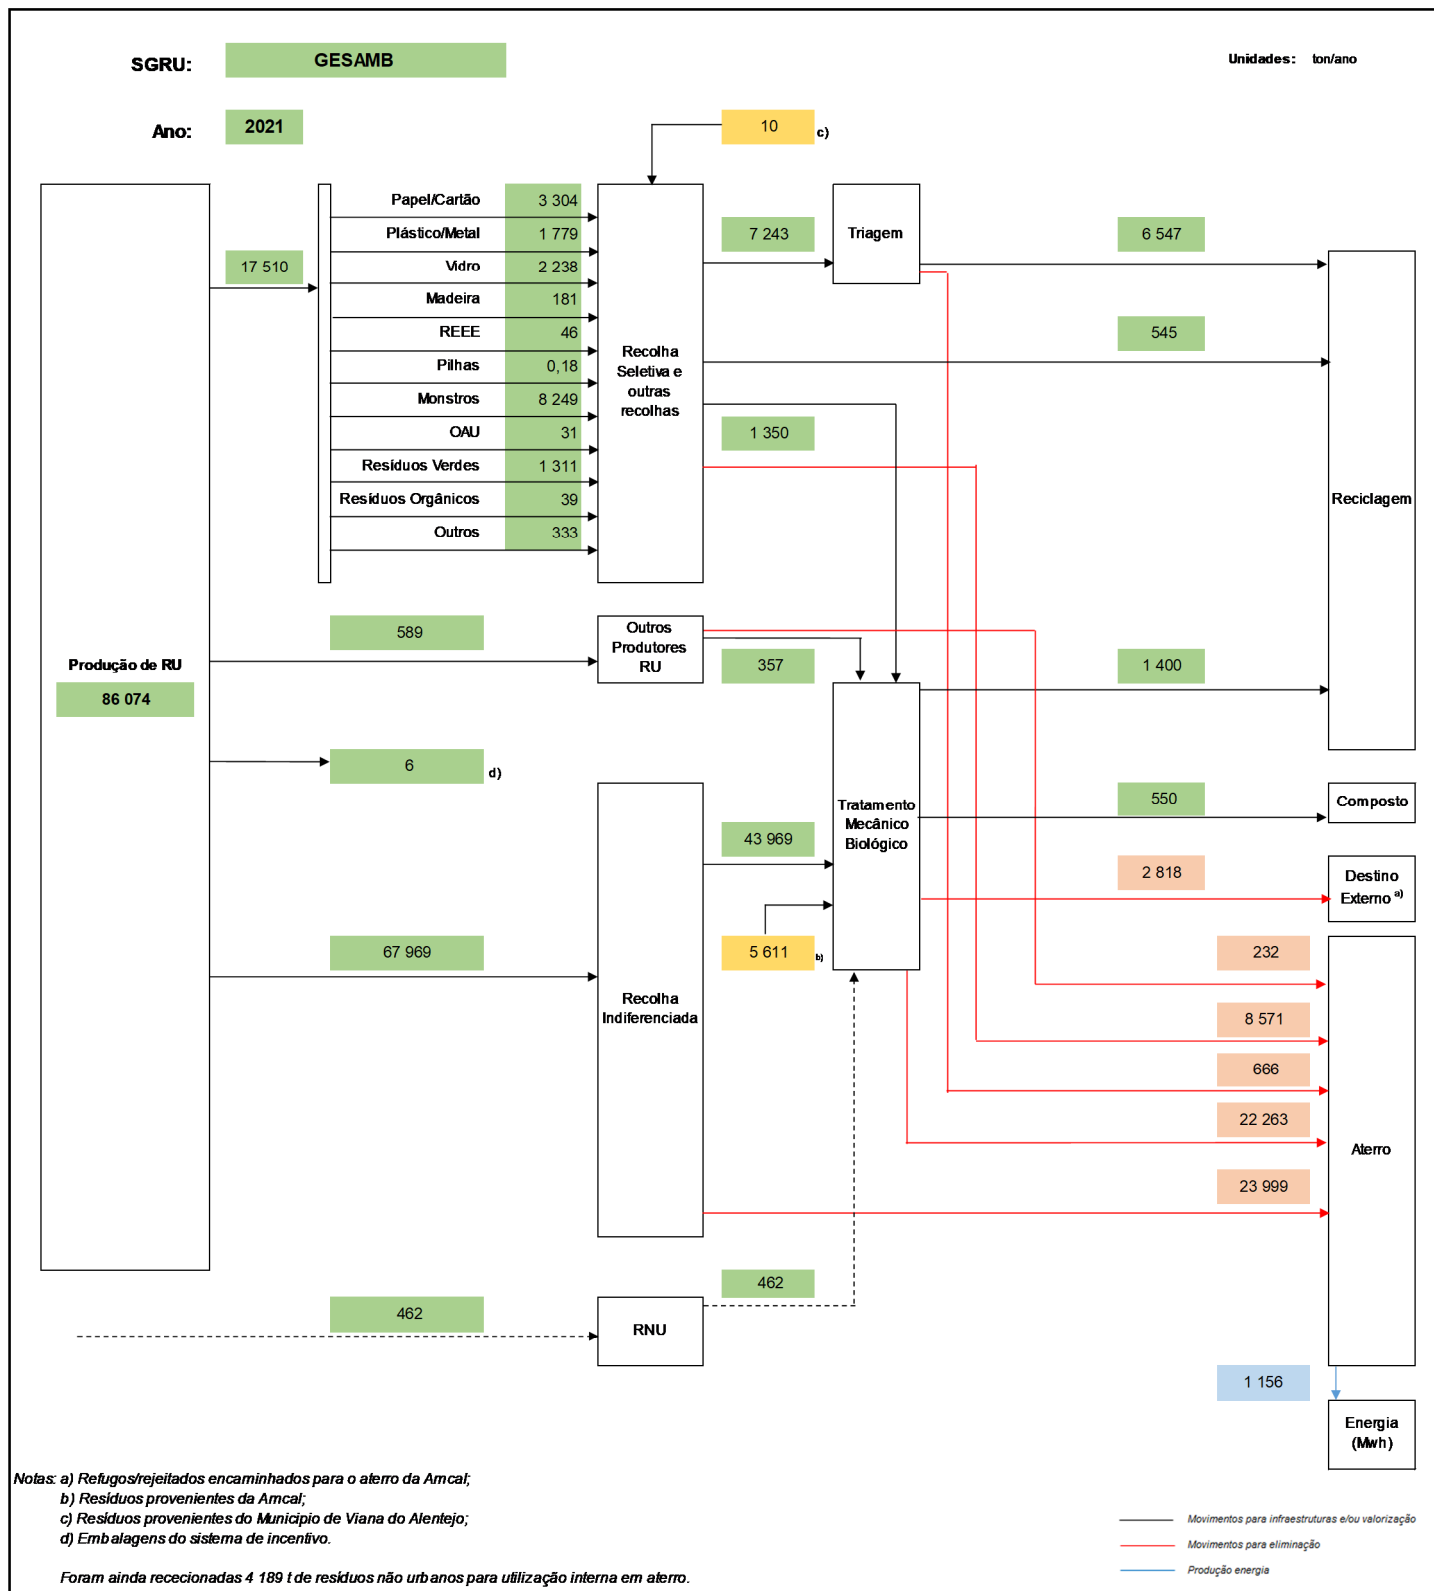 SGRU: GESAMB
Unidades: ton/ano
Ano: 2021
10 c)
Papel/Cartão 3 304
Plástico/Metal 1 779
Vidro 2 238
Madeira 181
REEE 46
Pilhas 0,18
Monstros 8 249
OAU 31
Resíduos Verdes 1 311
Resíduos Orgânicos 39
Outros 333
17 510
Recolha
Seletiva e
outras
recolhas
7 243
Triagem
6 547
545
1 350
Reciclagem
589
Outros
Produtores
RU
357
1 400
Produção de RU
86 074
6 d)
Tratamento
Mecânico
Biológico
550
Composto
43 969
2 818
Destino
Externo a)
67 969
5 611 b)
Recolha
Indiferenciada
232
8 571
666
22 263
23 999
Aterro
462
RNU
462
1 156
Energia
(Mwh)
Notas: a) Refugos/rejeitados encaminhados para o aterro da Amcal;
b) Resíduos provenientes da Amcal;
c) Resíduos provenientes do Municipio de Viana do Alentejo;
d) Embalagens do sistema de incentivo.
Foram ainda rececionadas 4 189 t de resíduos não urbanos para utilização interna em aterro.
Movimentos para infraestruturas e/ou valorização
Movimentos para eliminação
Produção energia